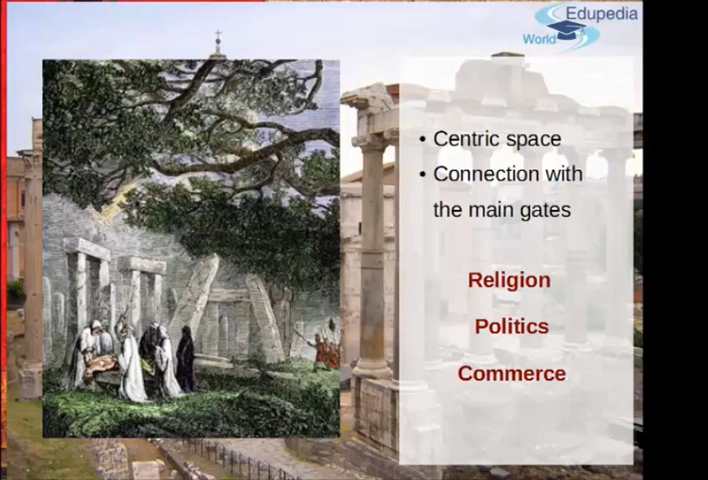 Edupedia
World
• Centric space
• Connection with
the main gates
Religion
Politics
Commerce